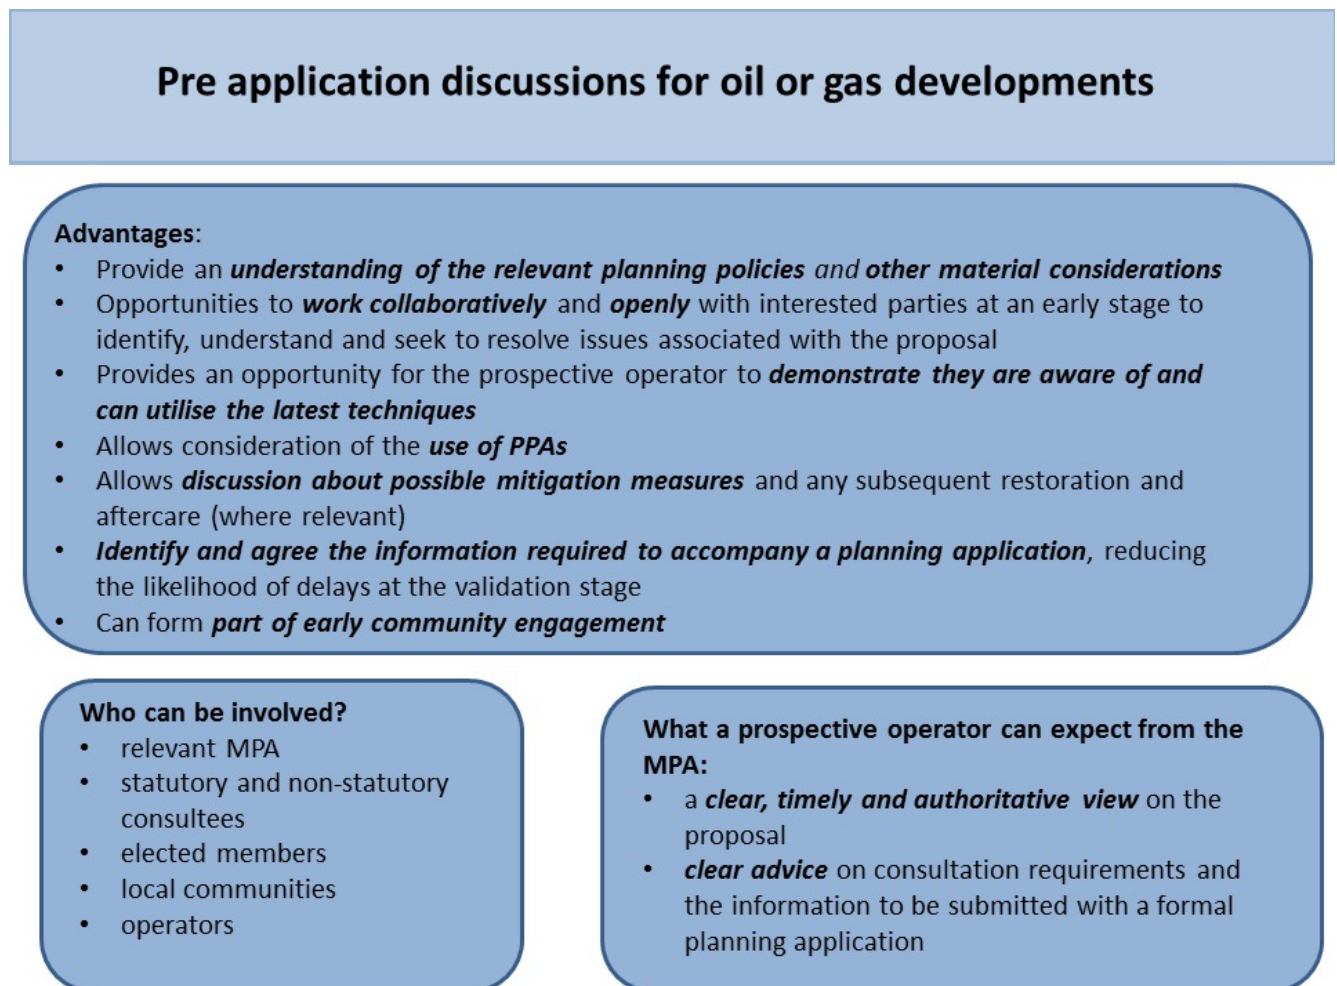 Pre application discussions for oil or gas developments
Advantages:
• Provide an understanding of the relevant planning policies and other material considerations
• Opportunities to work collaboratively and openly with interested parties at an early stage to
identify, understand and seek to resolve issues associated with the proposal
• Provides an opportunity for the prospective operator to demonstrate they are aware of and
can utilise the latest techniques
• Allows consideration of the use of PPAs
• Allows discussion about possible mitigation measures and any subsequent restoration and
aftercare (where relevant)
• Identify and agree the information required to accompany a planning application, reducing
the likelihood of delays at the validation stage
• Can form part of early community engagement
Who can be involved?
• relevant MPA
• statutory and non-statutory
consultees
• elected members
• local communities
• operators
What a prospective operator can expect from the
MPA:
• a clear, timely and authoritative view on the
proposal
• clear advice on consultation requirements and
the information to be submitted with a formal
planning application